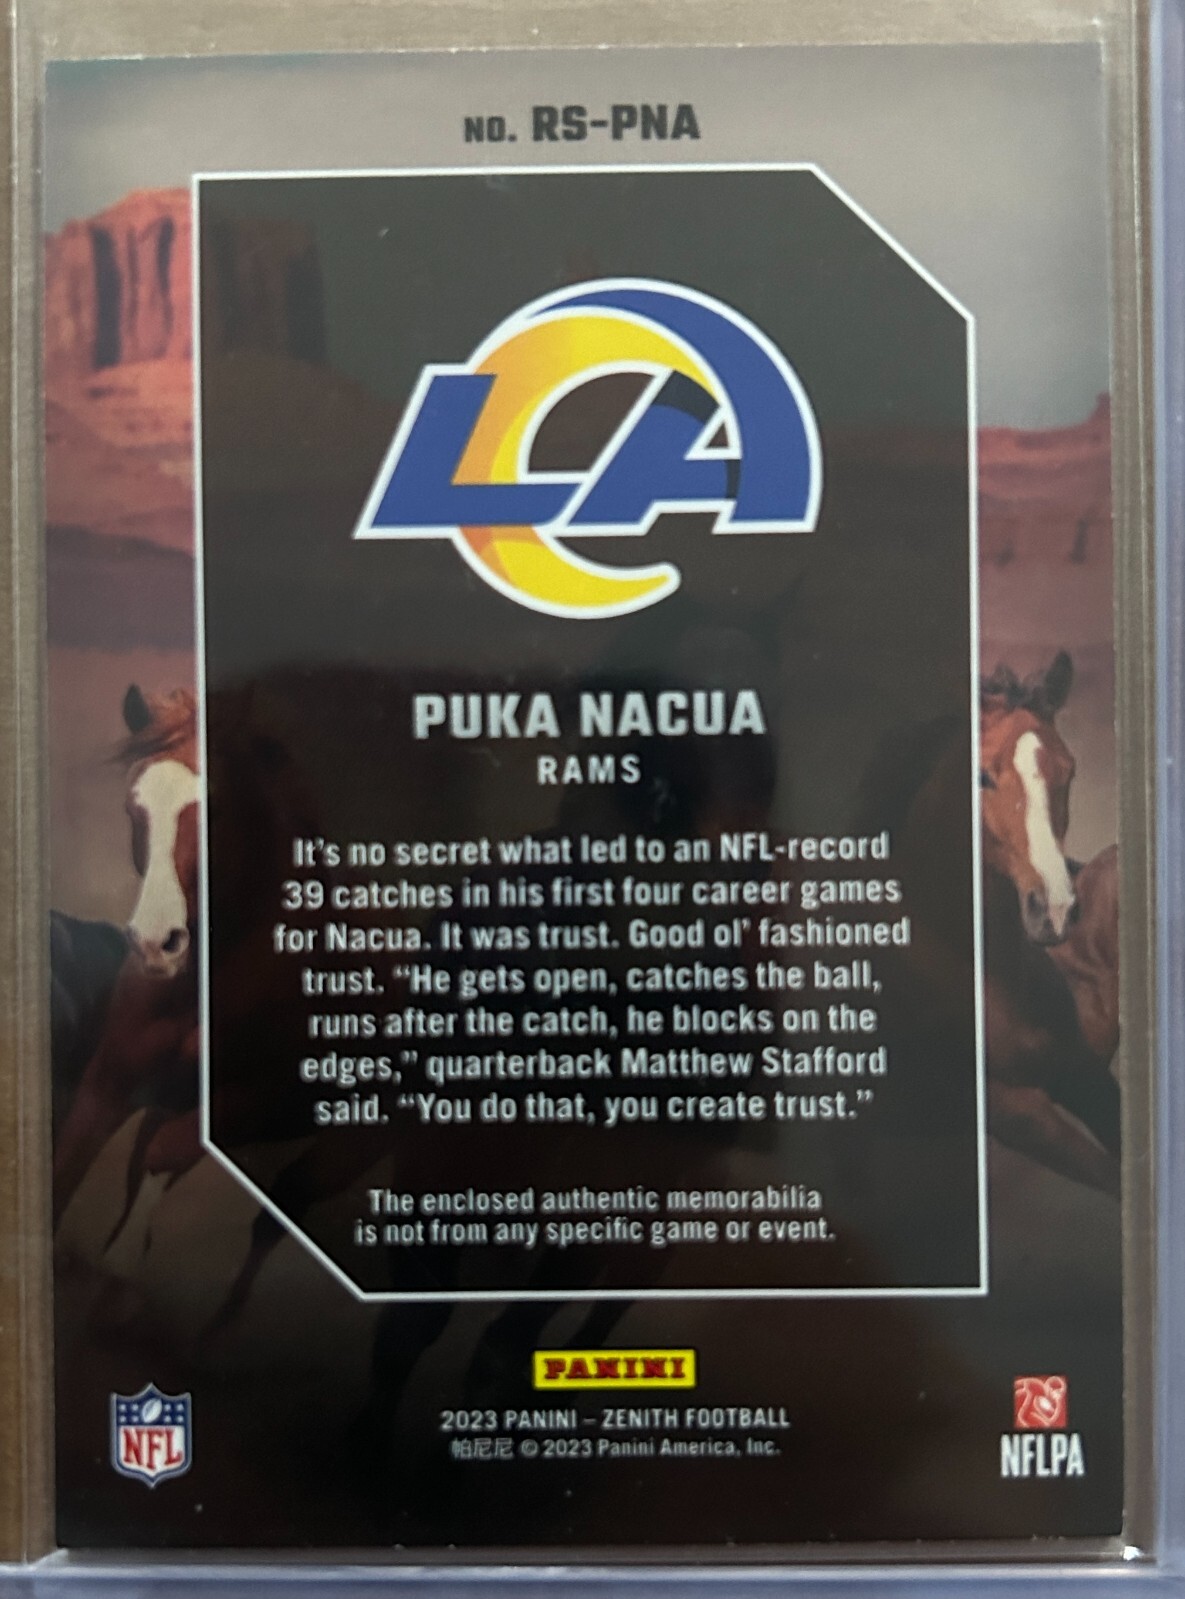 NO. RS-PNA
LA
PUKA NACUA
RAMS
It's no secret what led to an NFL-record
39 catches in his first four career games
for Nacua. It was trust. Good ol' fashioned
trust. “He gets open, catches the ball,
runs after the catch, he blocks on the
edges,” quarterback Matthew Stafford
said. “You do that, you create trust.”
The enclosed authentic memorabilia
is not from any specific game or event.
PANINI
2023 PANINI – ZENITH FOOTBALL
帕尼尼 © 2023 Panini America, Inc.
NFL
NFLPA